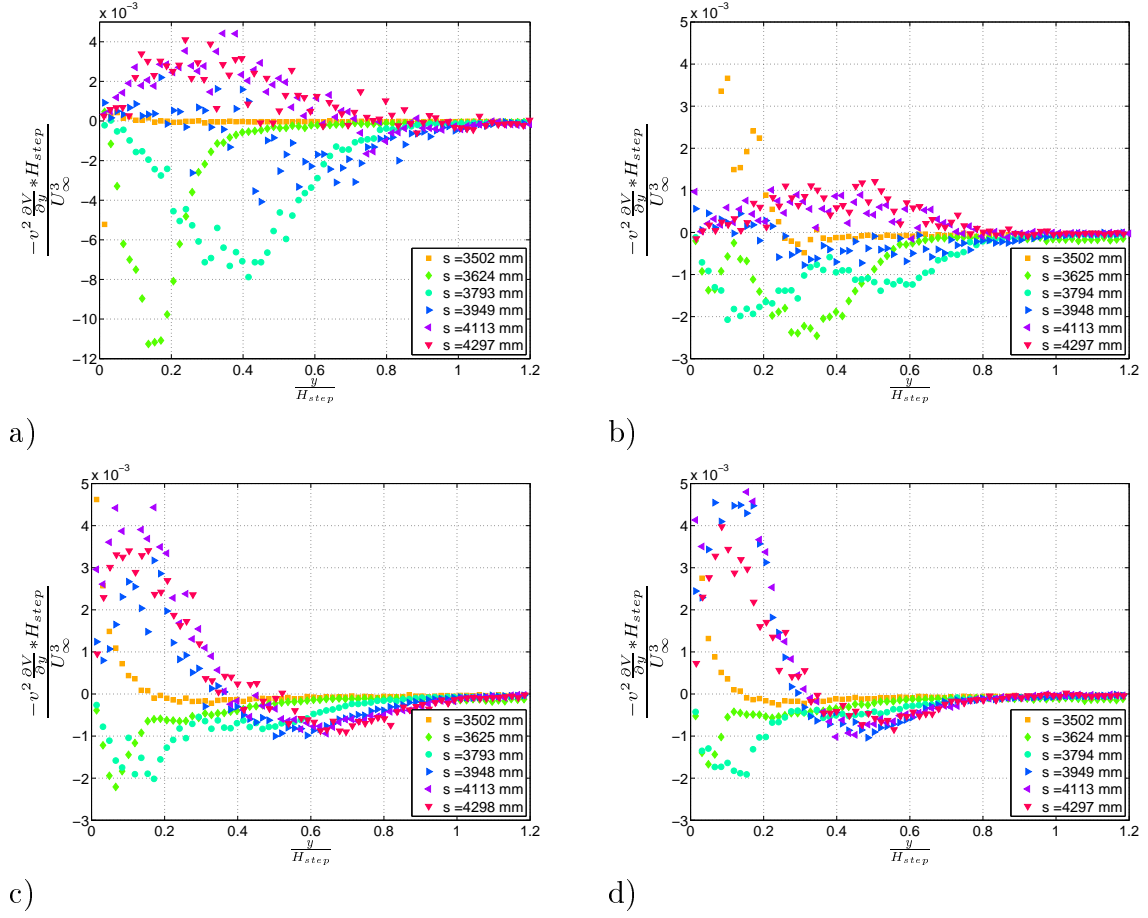 x 10⁻³
4
2
0
−2
−4
−6
−8
−10
−12
0
0.2
0.4
0.6
0.8
1
1.2
y/H_step
−v² ∂V/∂y * H_step / U³_∞
s =3502 mm
s =3624 mm
s =3793 mm
s =3949 mm
s =4113 mm
s =4297 mm
a)
x 10⁻³
5
4
3
2
1
0
−1
−2
−3
0
0.2
0.4
0.6
0.8
1
1.2
y/H_step
−v² ∂V/∂y * H_step / U³_∞
s =3502 mm
s =3625 mm
s =3794 mm
s =3948 mm
s =4113 mm
s =4297 mm
b)
x 10⁻³
5
4
3
2
1
0
−1
−2
−3
0
0.2
0.4
0.6
0.8
1
1.2
y/H_step
−v² ∂V/∂y * H_step / U³_∞
s =3502 mm
s =3625 mm
s =3793 mm
s =3948 mm
s =4113 mm
s =4298 mm
c)
x 10⁻³
5
4
3
2
1
0
−1
−2
−3
0
0.2
0.4
0.6
0.8
1
1.2
y/H_step
−v² ∂V/∂y * H_step / U³_∞
s =3502 mm
s =3624 mm
s =3794 mm
s =3949 mm
s =4113 mm
s =4297 mm
d)